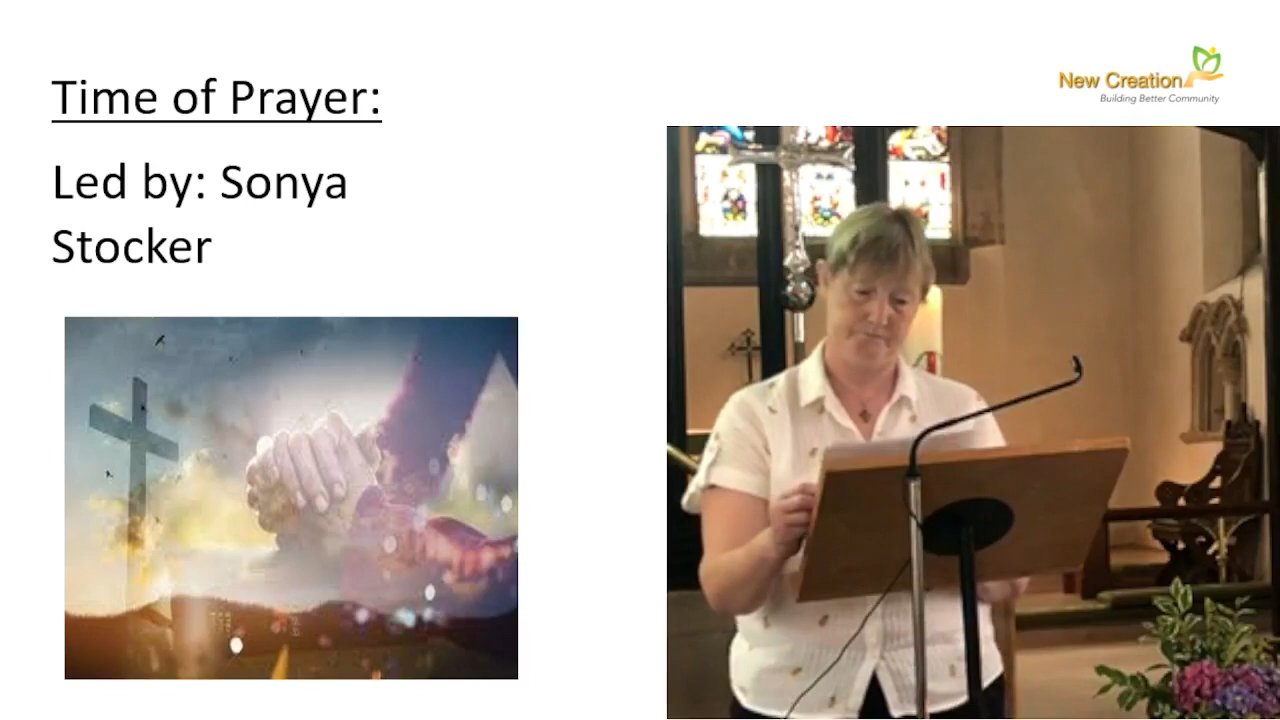 Time of Prayer:
Led by: Sonya
Stocker
New Creation
Building Better Community